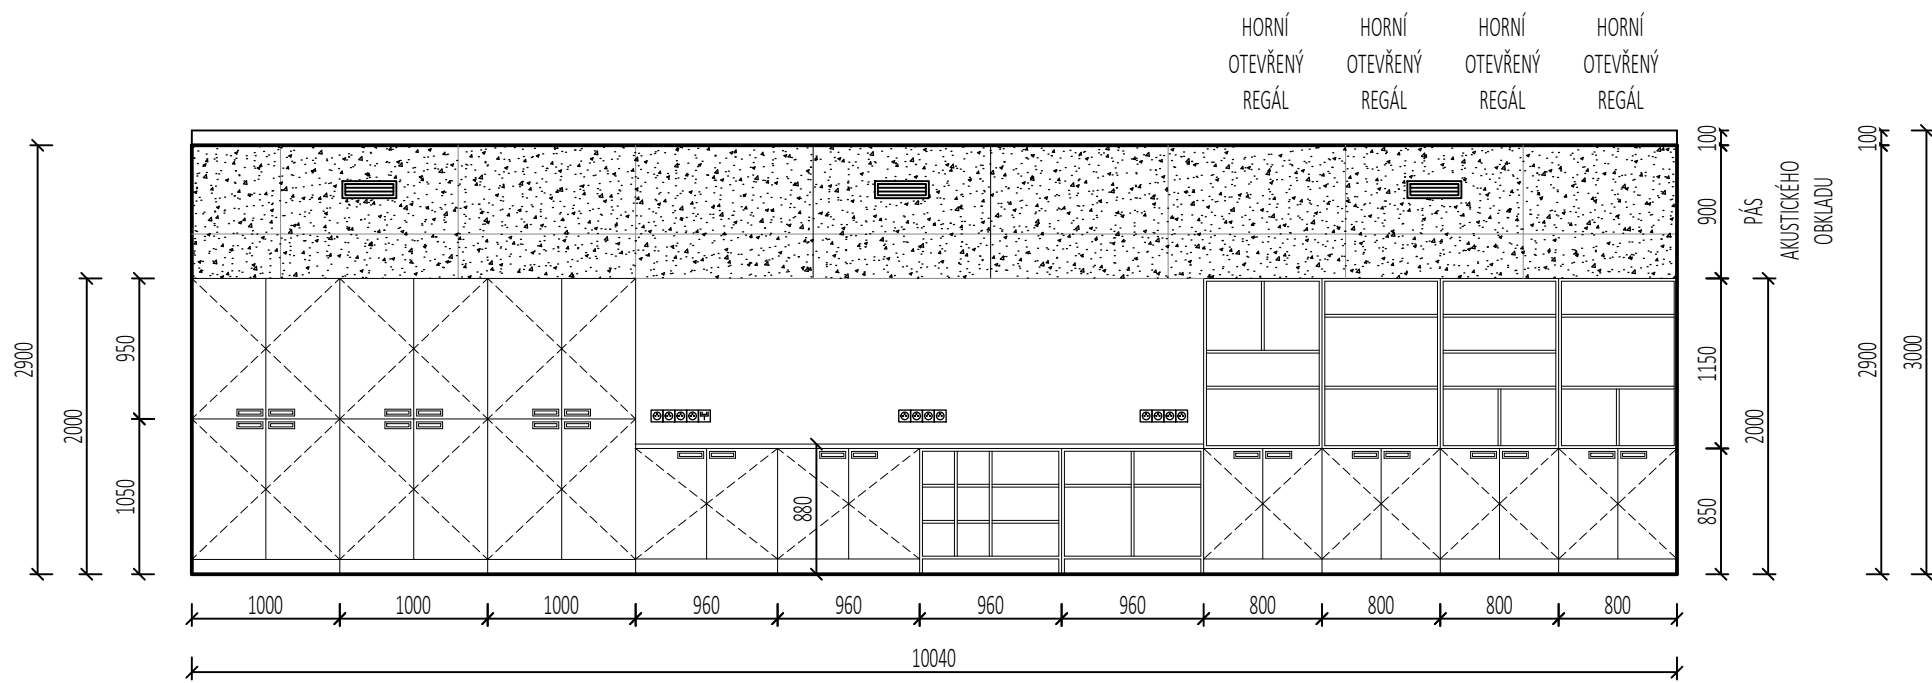 HORNÍ
OTEVŘENÝ
REGÁL
HORNÍ
OTEVŘENÝ
REGÁL
HORNÍ
OTEVŘENÝ
REGÁL
HORNÍ
OTEVŘENÝ
REGÁL
2900
2000
950
1050
880
100
900
1150
850
PÁS
AKUSTICKÉHO
OBKLADU
2000
100
2900
3000
1000
1000
1000
960
960
960
960
800
800
800
800
10040